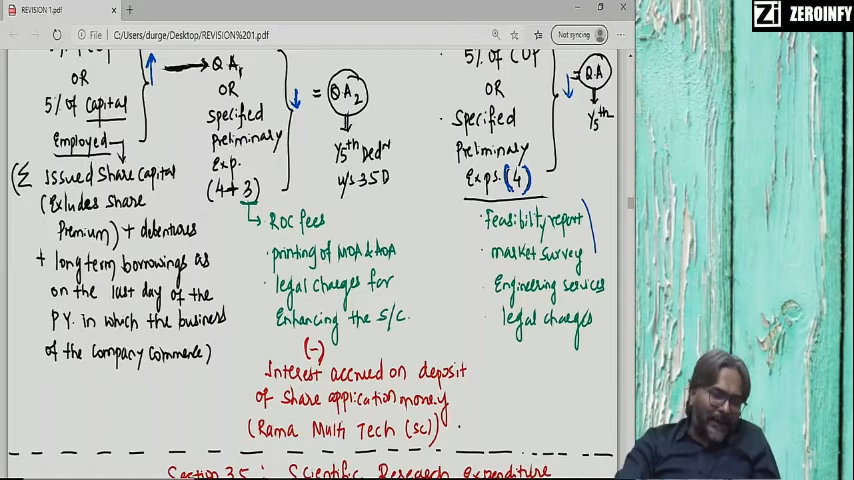 REVISION 1.pdf
File
C:/Users/durge/Desktop/REVISION%201.pdf
Not syncing
Zi ZEROINFY
OR
5% of Capital
Employed
(Σ Issued Share Capital
(Exludes Share
Premium) + debentures
+ long term borrowings as
on the last day of the
P.Y. in which the business
of the Company Commence)
QA1
OR
Specified
Preliminary
Exp.
(4+3)
= QA2
1/5th Dedn
u/s 35D
ROC fees
· printing of MOA & AOA
· legal charges for
Enhancing the S/C.
(-)
Interest accrued on deposit
of share application money
(Rama Multi Tech (SC))
· 5% of COP
OR
· Specified
Preliminary
Exps. (4)
= QA
1/5th
· feasibility report
· market survey
· Engineering services
· legal charges
Section 35: Scientific Research Expenditure